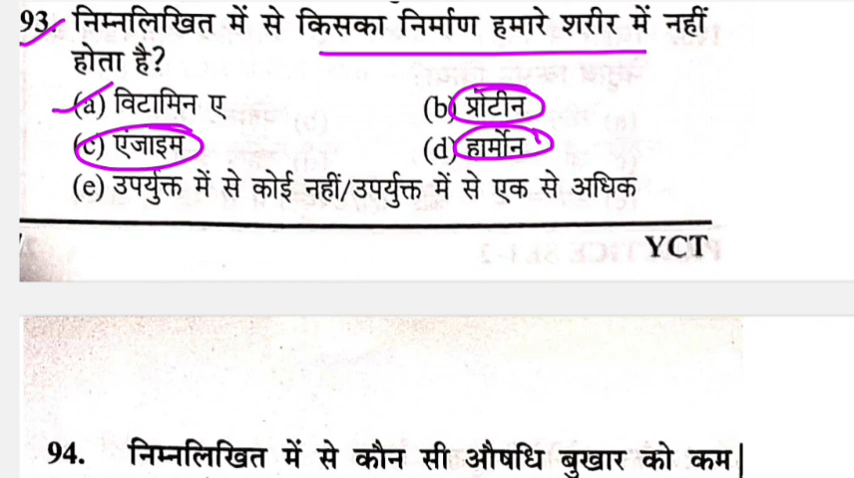 93. निम्नलिखित में से किसका निर्माण हमारे शरीर में नहीं
होता है?
(a) विटामिन ए (b) प्रोटीन
(c) एंजाइम (d) हार्मोन
(e) उपर्युक्त में से कोई नहीं/उपर्युक्त में से एक से अधिक
YCT
94. निम्नलिखित में से कौन सी औषधि बुखार को कम